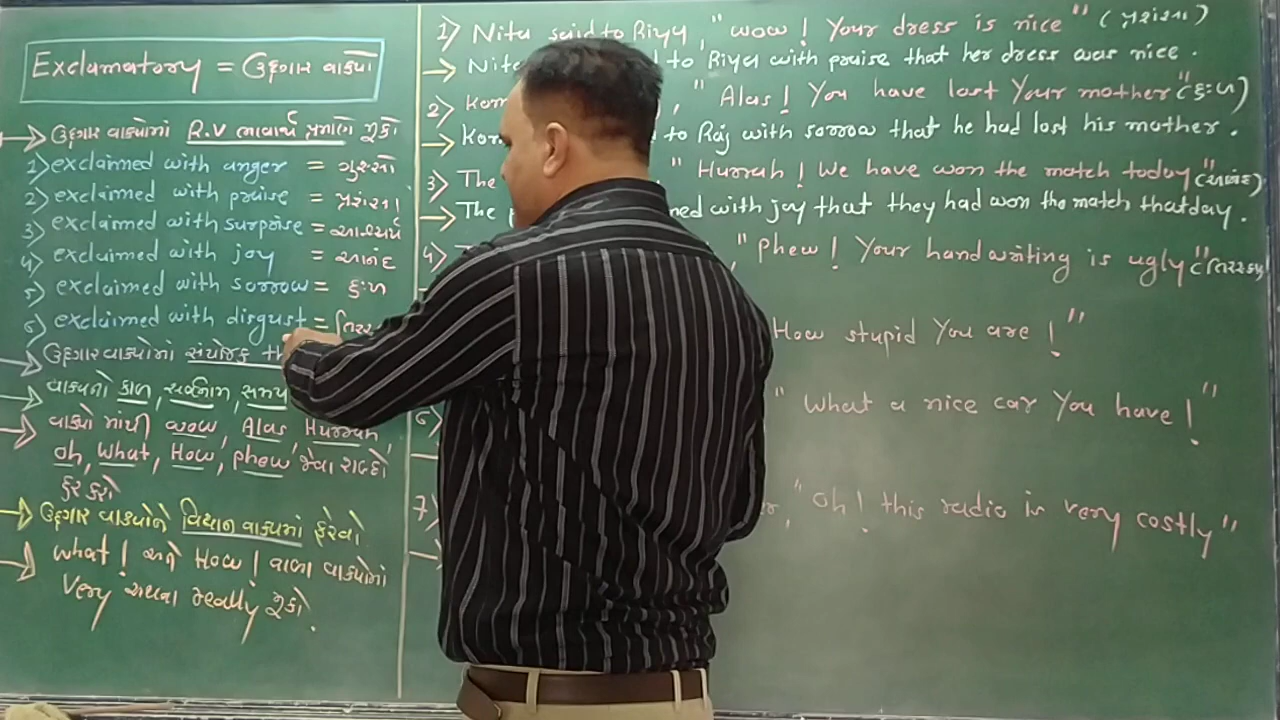 Exclamatory = ઉદ્દગાર વાક્યો
→ ઉદ્દગાર વાક્યોમાં R.V ભાવાર્થ પ્રમાણે મૂકો
1) exclaimed with anger = ગુસ્સો
2) exclaimed with praise = પ્રશંસા
3) exclaimed with surprise = આશ્ચર્ય
4) exclaimed with joy = આનંદ
5) exclaimed with sorrow = દુઃખ
6) exclaimed with disgust =
→ ઉદ્દગાર વાક્યોમાં સંયોજક
→ વાક્યનો કાળ, સર્વનામ, સમય
→ વાક્યો માંથી wow, Alas Hurrah
oh, What, How, phew જેવા શબ્દો
દુર કરો
→ ઉદ્દગાર વાક્યોને વિધાન વાક્યમાં ફેરવો
→ What! અને How! વાળા વાક્યોમાં
Very અથવા really મૂકો.
1) Nita said to Riya, "wow! Your dress is nice" (પ્રશંસા)
→ to Riya with praise that her dress was nice.
2) , "Alas! You have lost Your mother" (દુઃખ)
→ to Raj with sorrow that he had lost his mother.
3) The "Hurrah! We have won the match today" (આનંદ)
→ The with joy that they had won the match that day.
4) "phew! Your handwriting is ugly"
How stupid You are!"
6) "What a nice car You have!"
7) , "Oh! this radio is very costly"